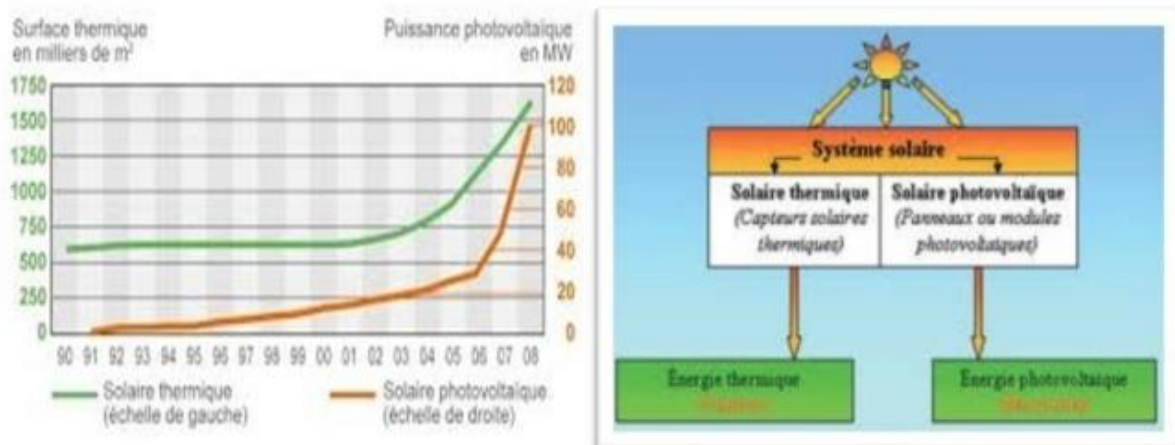 Surface thermique
en milliers de m²
Puissance photovoltaïque
en MW
1750
1500
1250
1000
750
500
250
0
120
100
80
60
40
20
0
90 91 92 93 94 95 96 97 98 99 00 01 02 03 04 05 06 07 08
Solaire thermique
(échelle de gauche)
Solaire photovoltaïque
(échelle de droite)
Système solaire
Solaire thermique
(Capteurs solaires
thermiques)
Solaire photovoltaïque
(Panneaux ou modules
photovoltaïques)
Énergie thermique
Énergie photovoltaïque